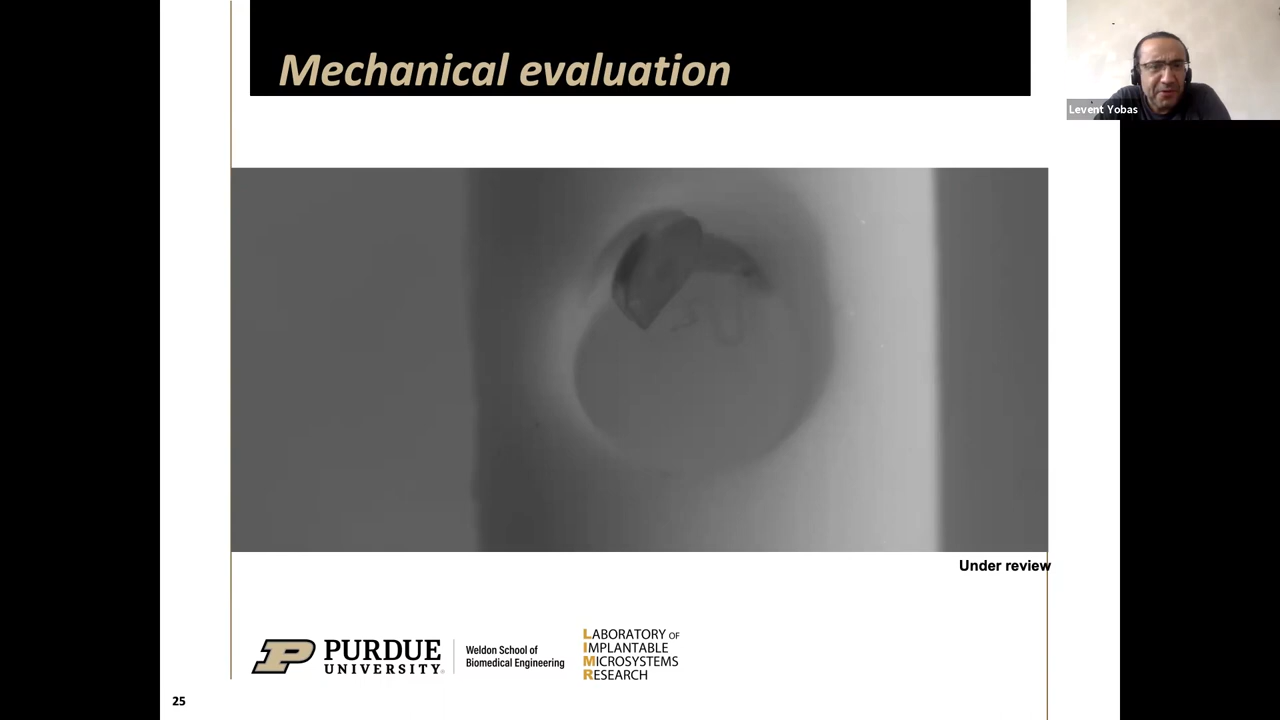 Mechanical evaluation
Levent Yobas
Under review
PURDUE
UNIVERSITY
Weldon School of
Biomedical Engineering
LABORATORY OF
IMPLANTABLE
MICROSYSTEMS
RESEARCH
25